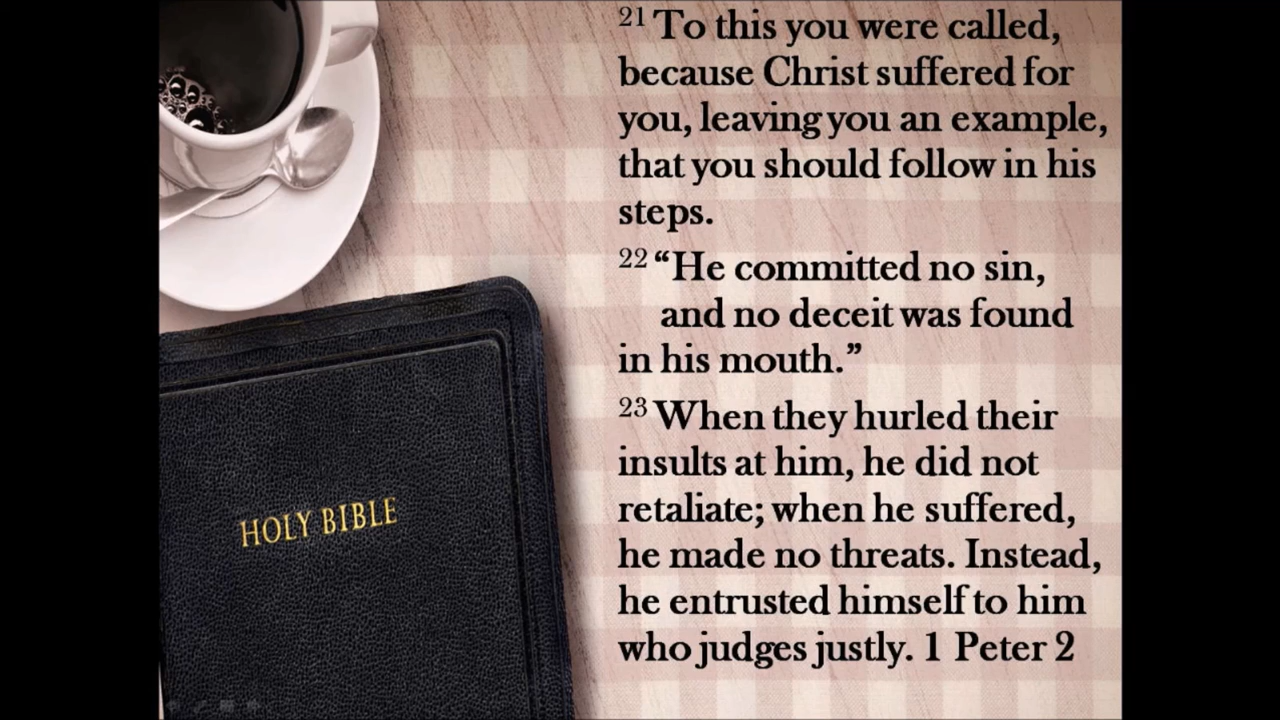 21 To this you were called,
because Christ suffered for
you, leaving you an example,
that you should follow in his
steps.
22 “He committed no sin,
and no deceit was found
in his mouth.”
23 When they hurled their
insults at him, he did not
retaliate; when he suffered,
he made no threats. Instead,
he entrusted himself to him
who judges justly. 1 Peter 2
HOLY BIBLE